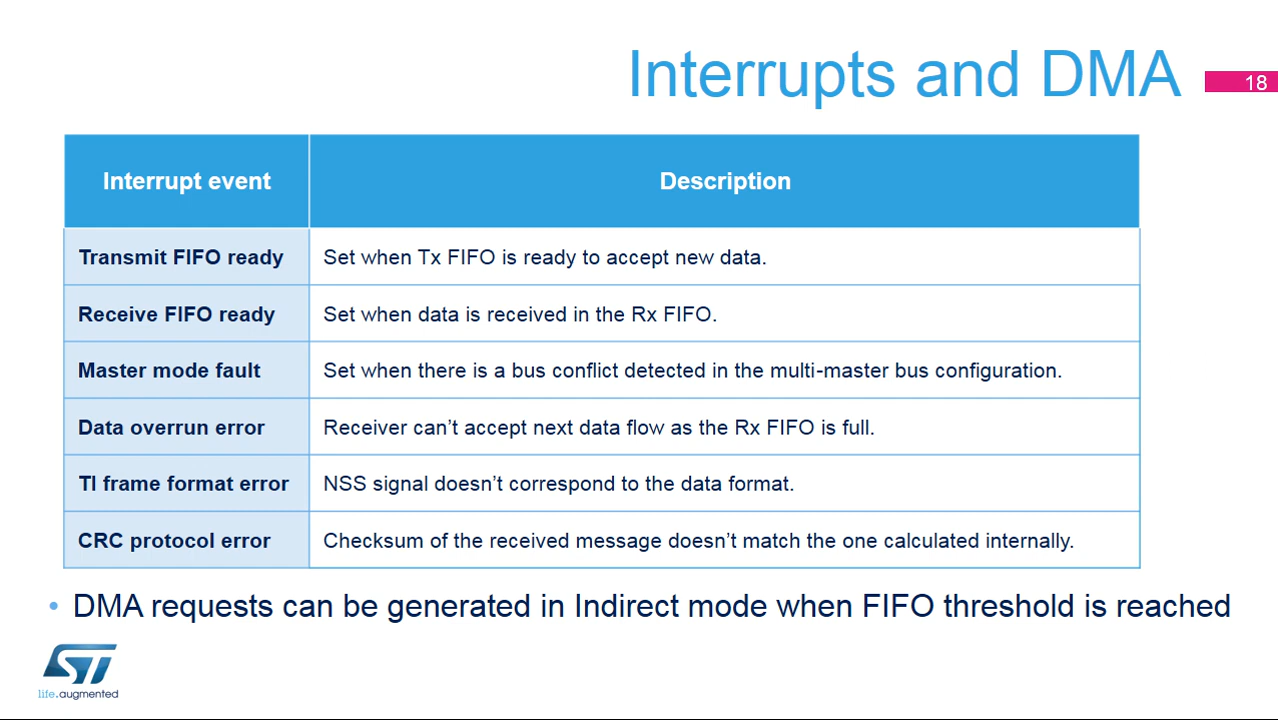 Interrupts and DMA
18
Interrupt event Description
Transmit FIFO ready Set when Tx FIFO is ready to accept new data.
Receive FIFO ready Set when data is received in the Rx FIFO.
Master mode fault Set when there is a bus conflict detected in the multi-master bus configuration.
Data overrun error Receiver can't accept next data flow as the Rx FIFO is full.
TI frame format error NSS signal doesn't correspond to the data format.
CRC protocol error Checksum of the received message doesn't match the one calculated internally.
• DMA requests can be generated in Indirect mode when FIFO threshold is reached
ST
life.augmented